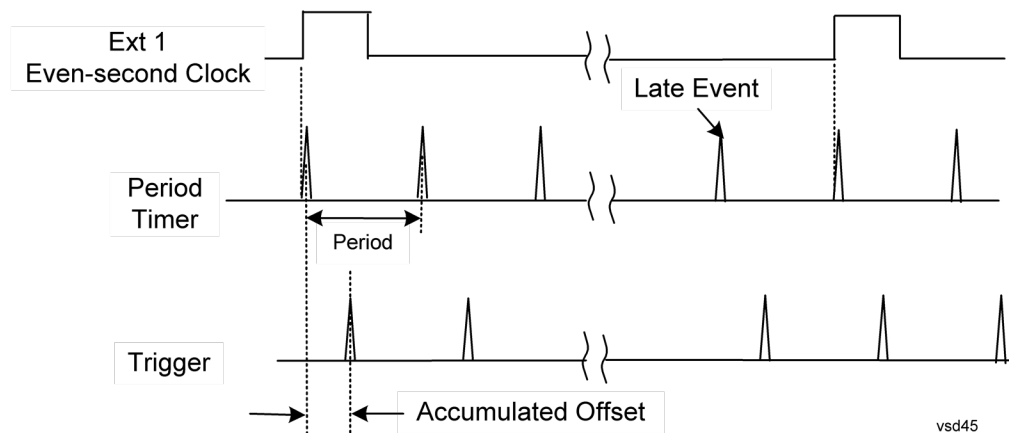 Ext 1
Even-second Clock
Late Event
Period
Timer
Period
Trigger
Accumulated Offset
vsd45